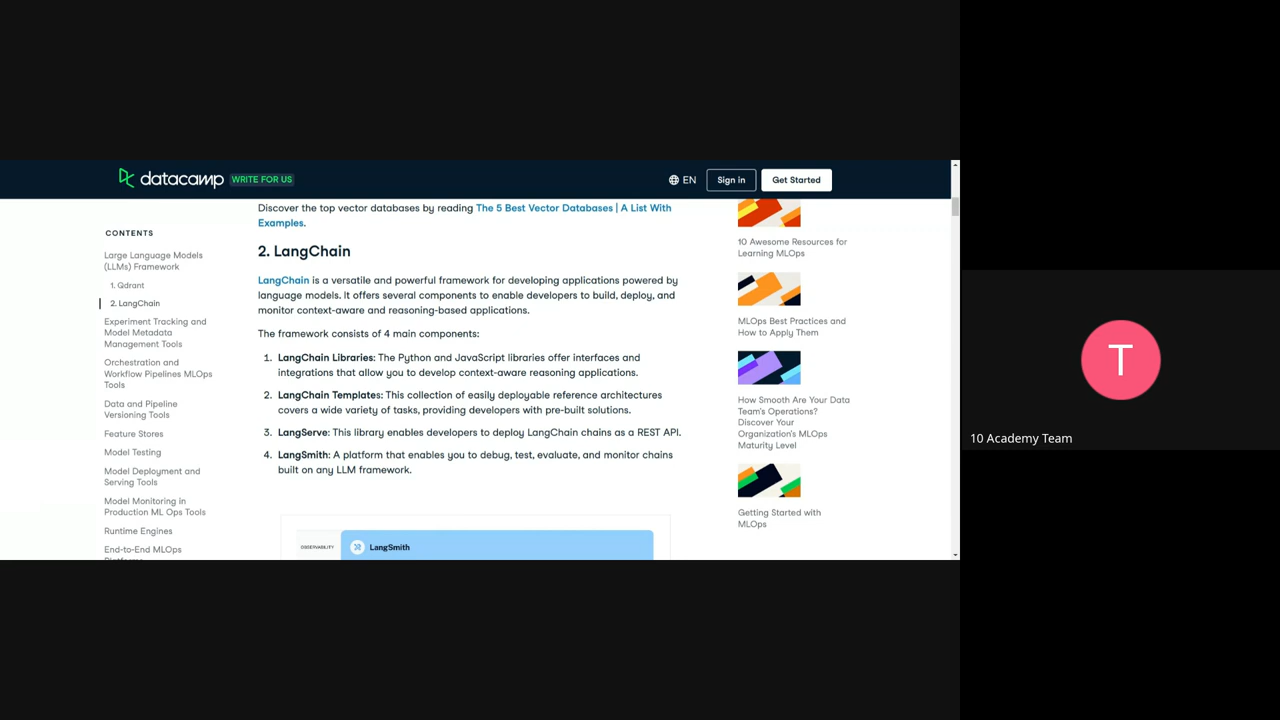 datacamp WRITE FOR US
EN
Sign in
Get Started
Discover the top vector databases by reading The 5 Best Vector Databases | A List With
Examples.
CONTENTS
Large Language Models
(LLMs) Framework
1. Qdrant
2. LangChain
Experiment Tracking and
Model Metadata
Management Tools
Orchestration and
Workflow Pipelines MLOps
Tools
Data and Pipeline
Versioning Tools
Feature Stores
Model Testing
Model Deployment and
Serving Tools
Model Monitoring in
Production ML Ops Tools
Runtime Engines
End-to-End MLOps
Platforms
2. LangChain
LangChain is a versatile and powerful framework for developing applications powered by
language models. It offers several components to enable developers to build, deploy, and
monitor context-aware and reasoning-based applications.
The framework consists of 4 main components:
1. LangChain Libraries: The Python and JavaScript libraries offer interfaces and
integrations that allow you to develop context-aware reasoning applications.
2. LangChain Templates: This collection of easily deployable reference architectures
covers a wide variety of tasks, providing developers with pre-built solutions.
3. LangServe: This library enables developers to deploy LangChain chains as a REST API.
4. LangSmith: A platform that enables you to debug, test, evaluate, and monitor chains
built on any LLM framework.
OBSERVABILITY
LangSmith
10 Awesome Resources for
Learning MLOps
MLOps Best Practices and
How to Apply Them
How Smooth Are Your Data
Team's Operations?
Discover Your
Organization's MLOps
Maturity Level
Getting Started with
MLOps
T
10 Academy Team